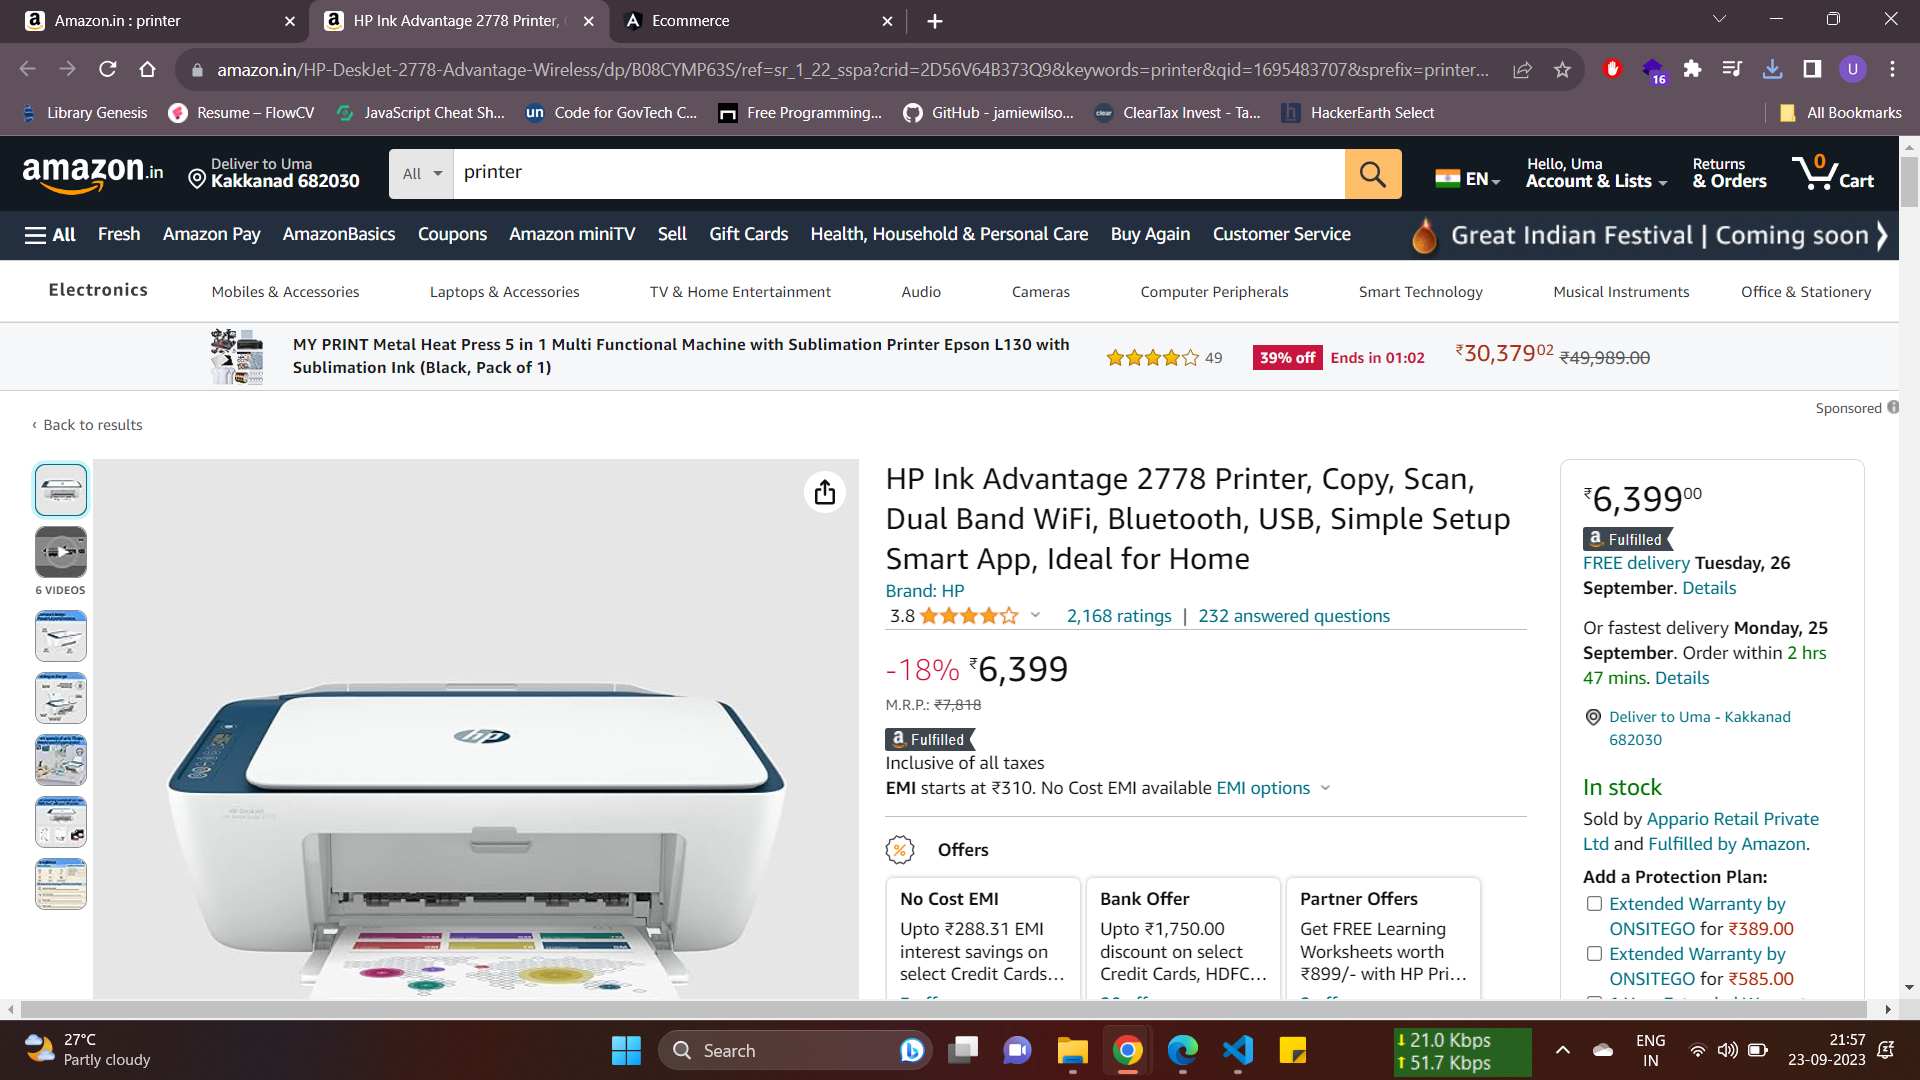 Amazon.in : printer
HP Ink Advantage 2778 Printer,
Ecommerce
amazon.in/HP-DeskJet-2778-Advantage-Wireless/dp/B08CYMP63S/ref=sr_1_22_sspa?crid=2D56V64B373Q9&keywords=printer&qid=1695483707&sprefix=printer...
16
U
Library Genesis
Resume – FlowCV
JavaScript Cheat Sh...
un
Code for GovTech C...
Free Programming...
GitHub - jamiewilso...
clear
ClearTax Invest - Ta...
h
HackerEarth Select
All Bookmarks
amazon.in
Deliver to Uma
Kakkanad 682030
All
printer
EN
Hello, Uma
Account & Lists
Returns
& Orders
0
Cart
All
Fresh
Amazon Pay
AmazonBasics
Coupons
Amazon miniTV
Sell
Gift Cards
Health, Household & Personal Care
Buy Again
Customer Service
Great Indian Festival | Coming soon
Electronics
Mobiles & Accessories
Laptops & Accessories
TV & Home Entertainment
Audio
Cameras
Computer Peripherals
Smart Technology
Musical Instruments
Office & Stationery
MY PRINT Metal Heat Press 5 in 1 Multi Functional Machine with Sublimation Printer Epson L130 with
Sublimation Ink (Black, Pack of 1)
49
39% off
Ends in 01:02
₹30,37902
₹49,989.00
Sponsored
‹ Back to results
6 VIDEOS
hp
HP Ink Advantage 2778 Printer, Copy, Scan,
Dual Band WiFi, Bluetooth, USB, Simple Setup
Smart App, Ideal for Home
Brand: HP
3.8
2,168 ratings | 232 answered questions
-18% ₹6,399
M.R.P.: ₹7,818
a Fulfilled
Inclusive of all taxes
EMI starts at ₹310. No Cost EMI available EMI options
Offers
No Cost EMI
Upto ₹288.31 EMI
interest savings on
select Credit Cards...
Bank Offer
Upto ₹1,750.00
discount on select
Credit Cards, HDFC...
Partner Offers
Get FREE Learning
Worksheets worth
₹899/- with HP Pri...
₹6,39900
a Fulfilled
FREE delivery Tuesday, 26
September. Details
Or fastest delivery Monday, 25
September. Order within 2 hrs
47 mins. Details
Deliver to Uma - Kakkanad
682030
In stock
Sold by Appario Retail Private
Ltd and Fulfilled by Amazon.
Add a Protection Plan:
Extended Warranty by
ONSITEGO for ₹389.00
Extended Warranty by
ONSITEGO for ₹585.00
27°C
Partly cloudy
Search
21.0 Kbps
51.7 Kbps
ENG
IN
21:57
23-09-2023